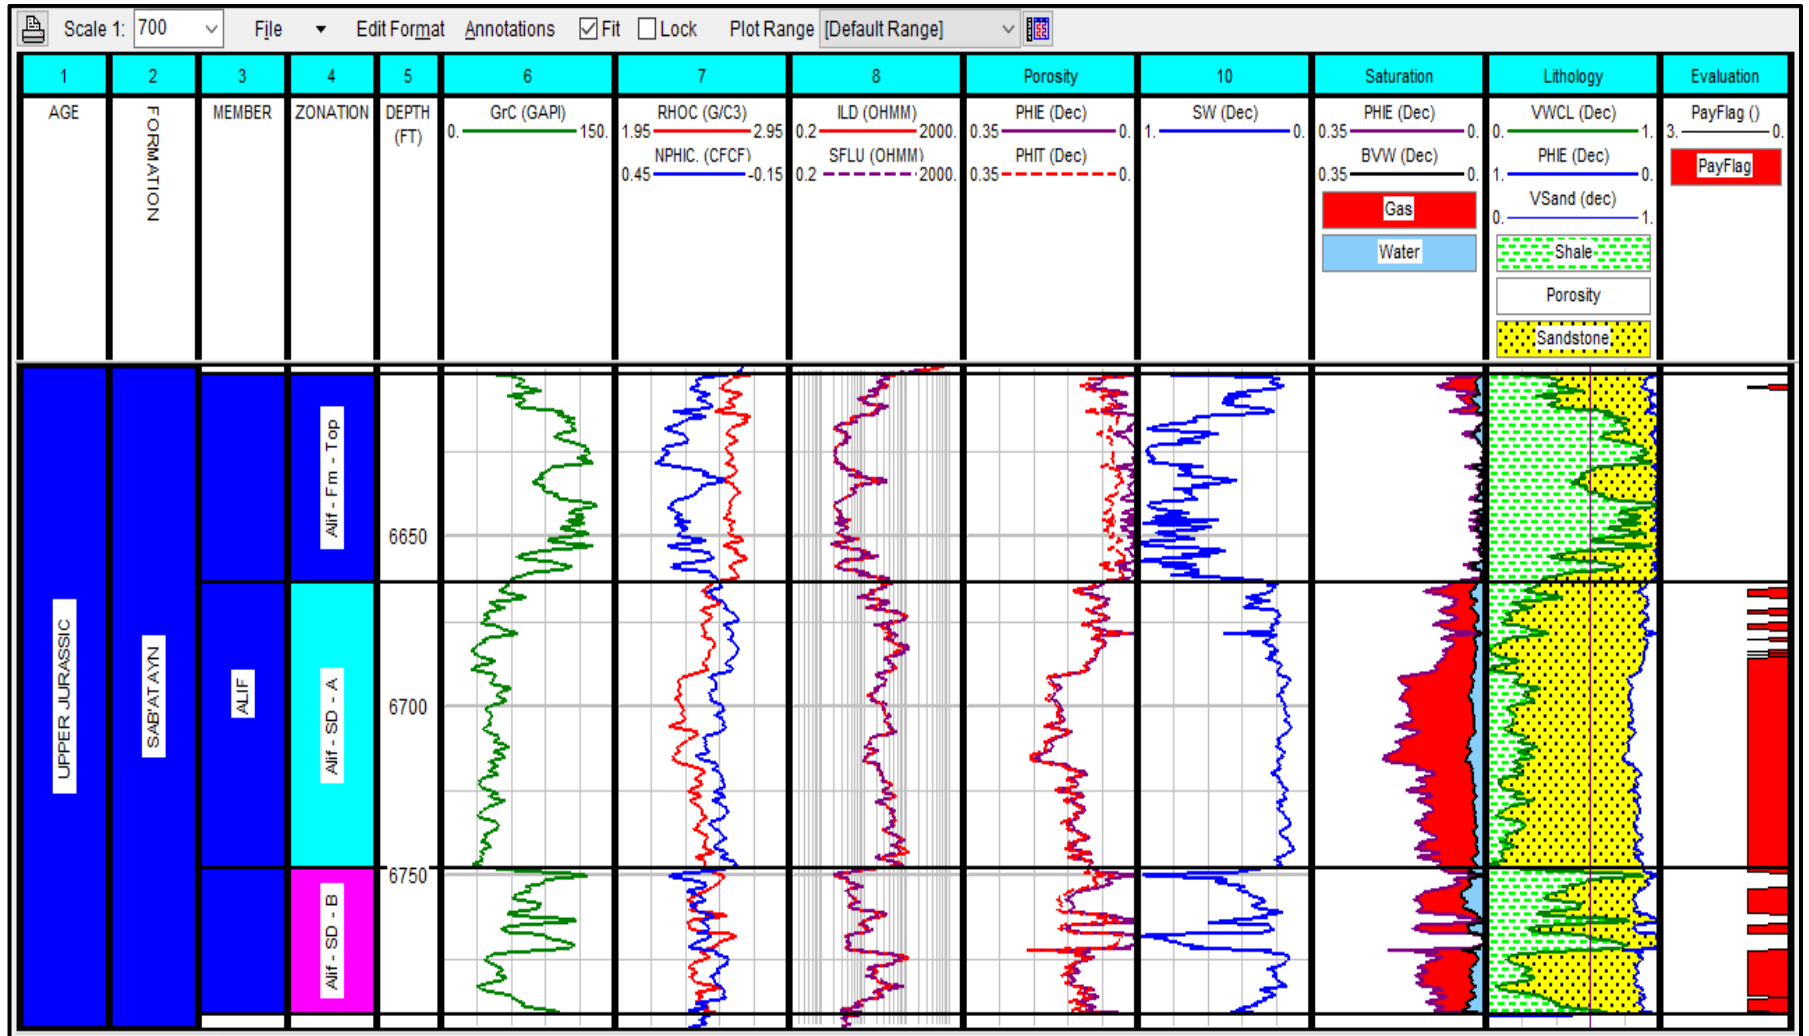 Scale 1: 700 File Edit Format Annotations Fit Lock Plot Range [Default Range]
1 2 3 4 5 6 7 8 Porosity 10 Saturation Lithology Evaluation
AGE
FORMATION
MEMBER
ZONATION
DEPTH
(FT)
GrC (GAPI)
0. 150.
RHOC (G/C3)
1.95 2.95
NPHIC. (CFCF)
0.45 -0.15
ILD (OHMM)
0.2 2000.
SFLU (OHMM)
0.2 2000.
PHIE (Dec)
0.35 0.
PHIT (Dec)
0.35 0.
SW (Dec)
1. 0.
PHIE (Dec)
0.35 0.
BVW (Dec)
0.35 0.
Gas
Water
VWCL (Dec)
0. 1.
PHIE (Dec)
1. 0.
VSand (dec)
0. 1.
Shale
Porosity
Sandstone
PayFlag ()
3. 0.
PayFlag
UPPER JURASSIC
SAB'ATAYN
ALIF
Alif - Fm - Top
Alif - SD - A
Alif - SD - B
6650
6700
6750